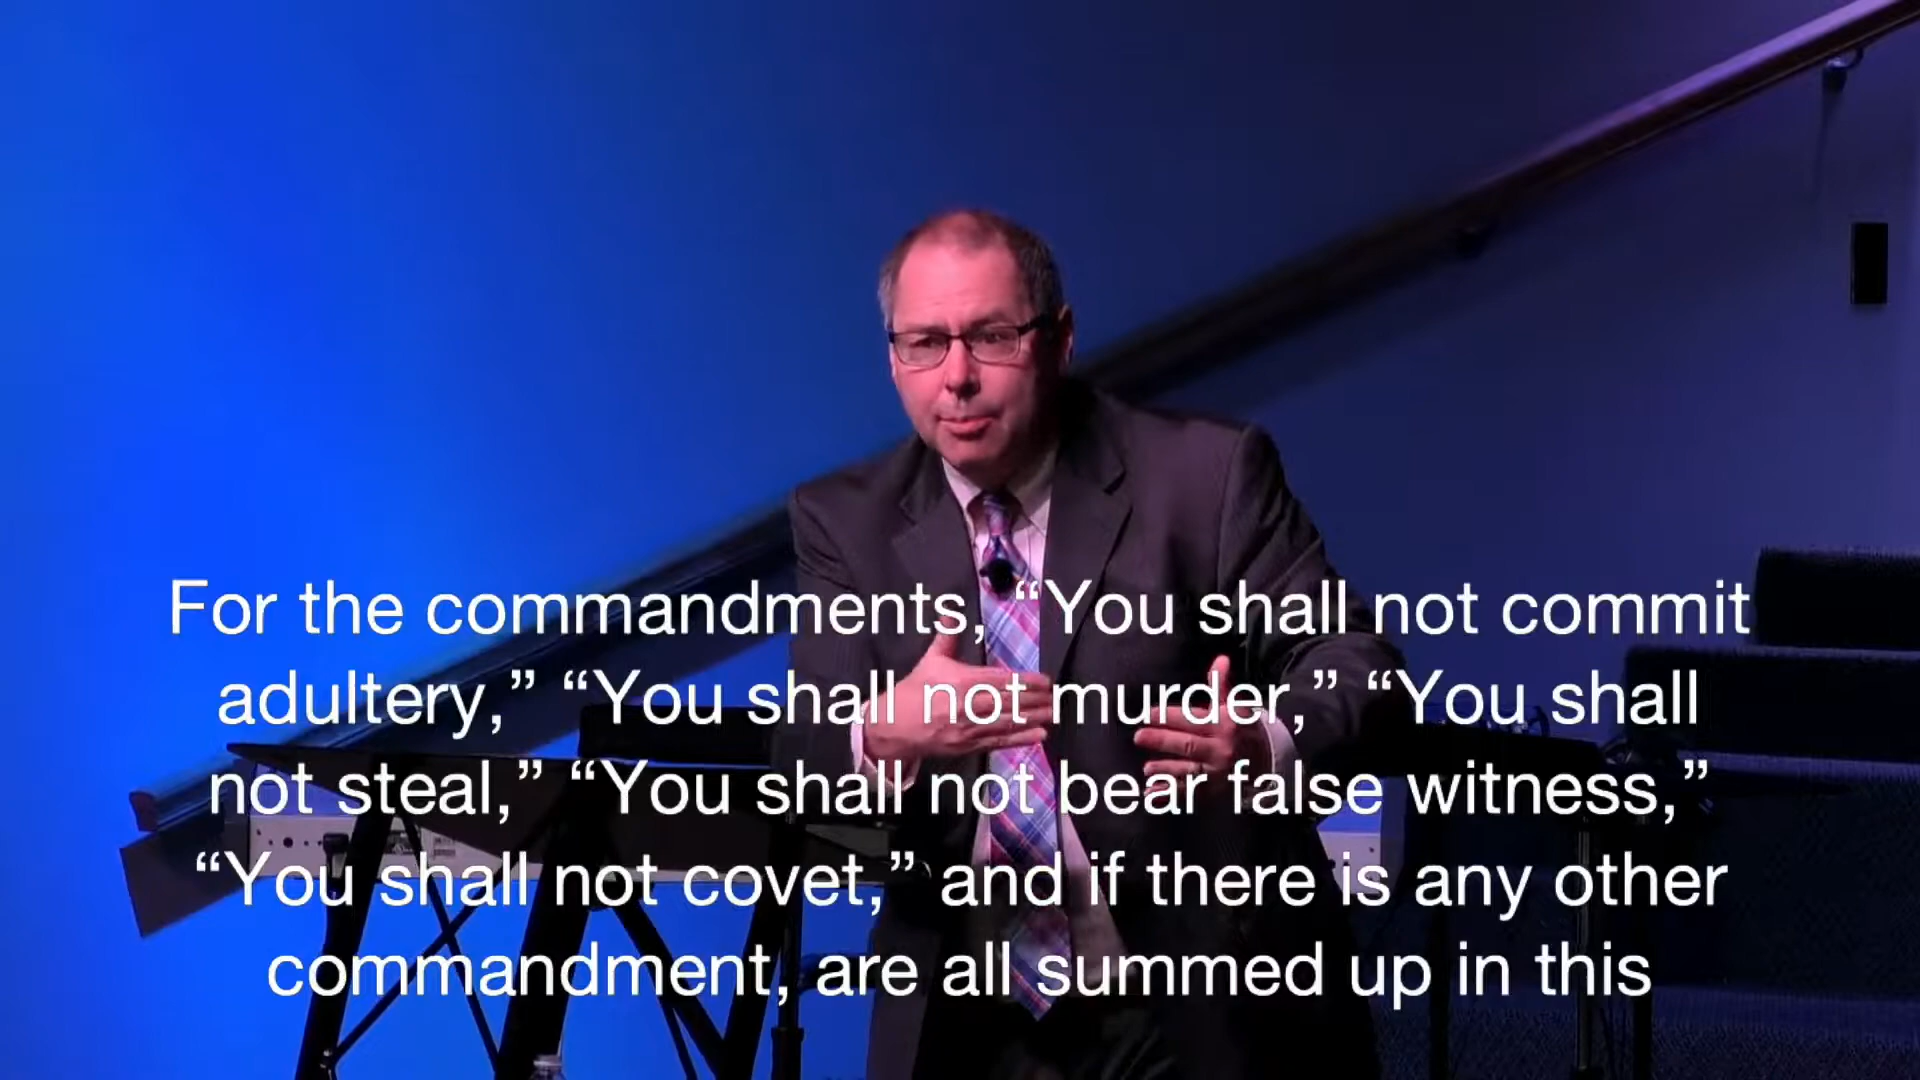 For the commandments, “You shall not commit
adultery,” “You shall not murder,” “You shall
not steal,” “You shall not bear false witness,”
“You shall not covet,” and if there is any other
commandment, are all summed up in this